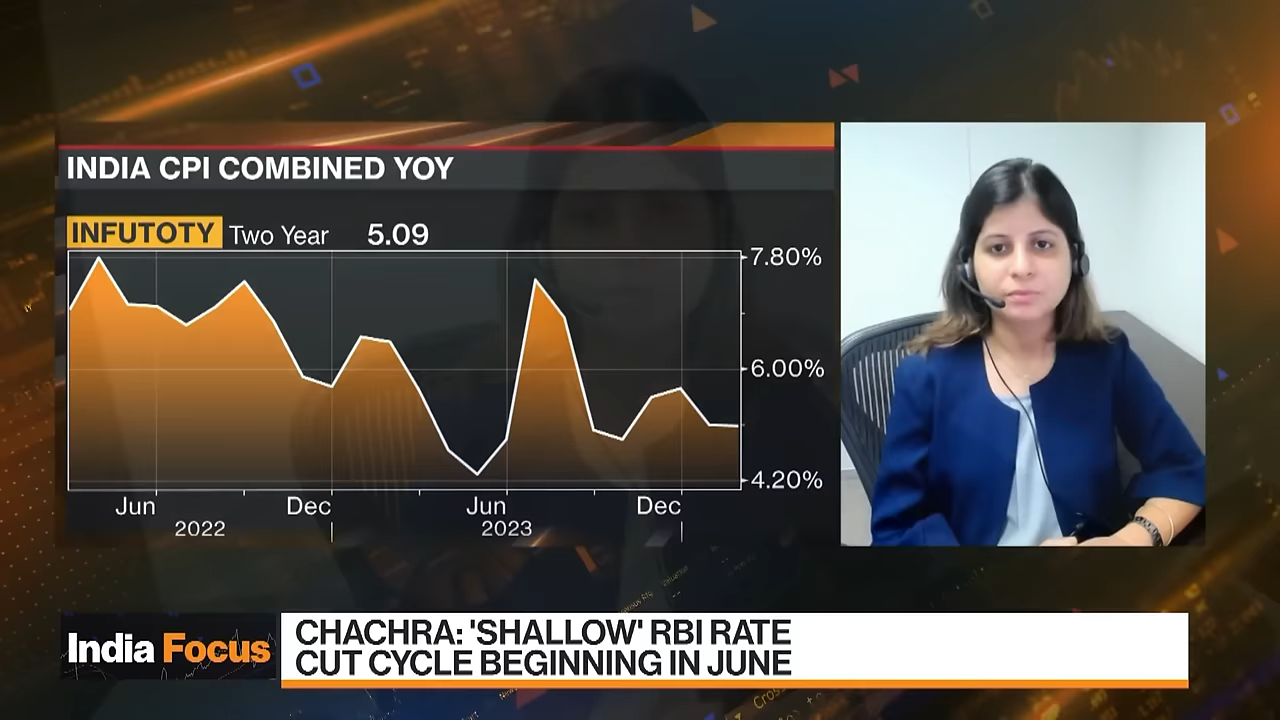 INDIA CPI COMBINED YOY
INFUTOTY Two Year 5.09
7.80%
6.00%
4.20%
Jun Dec Jun Dec
2022 2023
India Focus
CHACHRA: 'SHALLOW' RBI RATE
CUT CYCLE BEGINNING IN JUNE